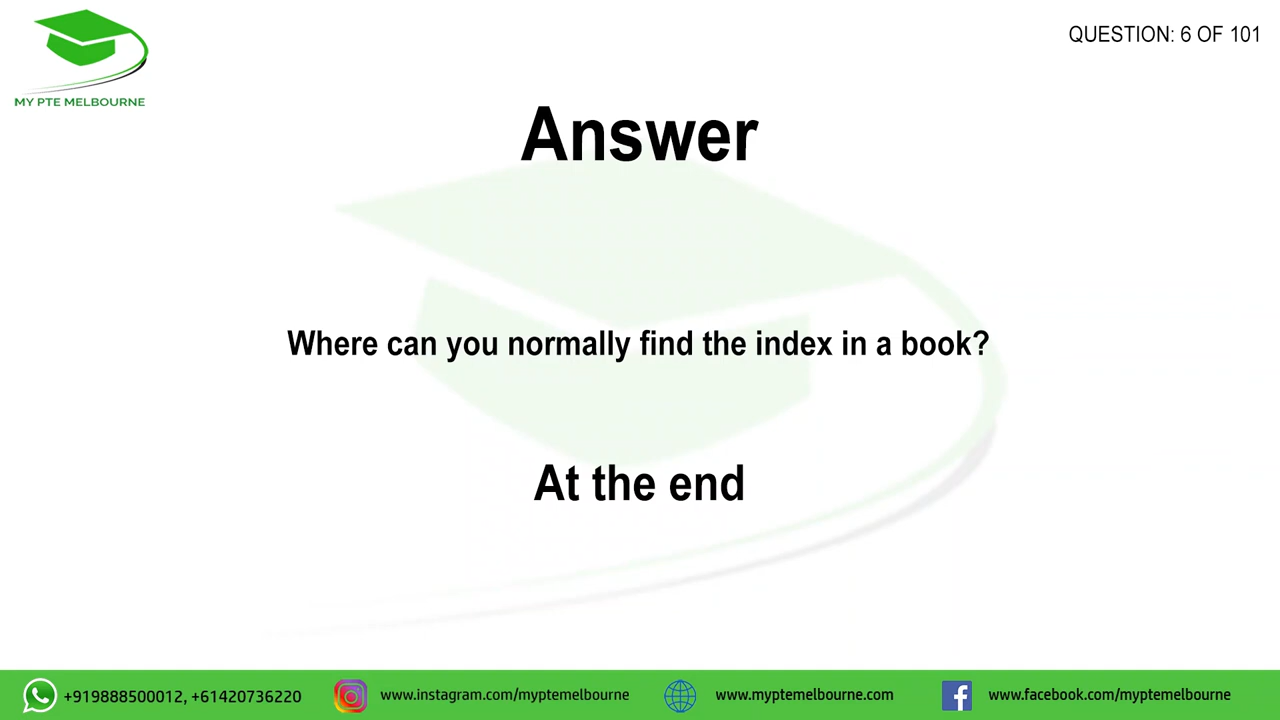 MY PTE MELBOURNE
QUESTION: 6 OF 101
Answer
Where can you normally find the index in a book?
At the end
+919888500012, +61420736220
www.instagram.com/myptemelbourne
www.myptemelbourne.com
www.facebook.com/myptemelbourne